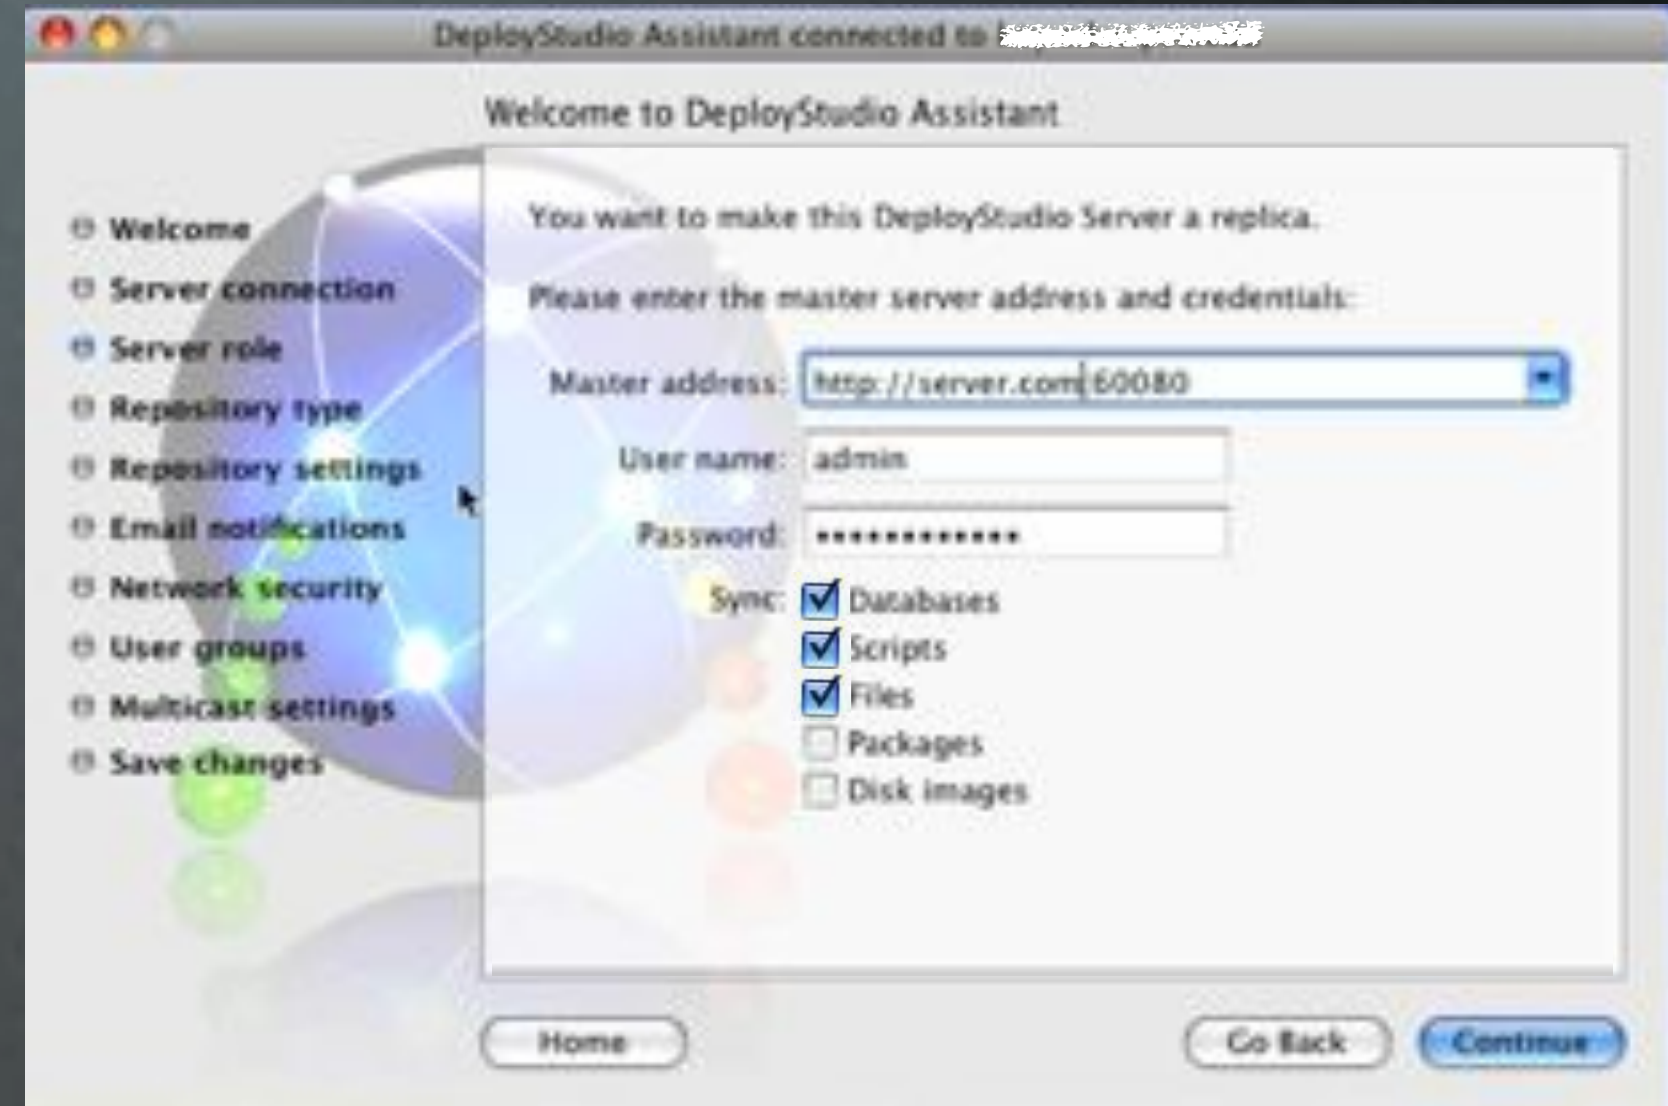 DeployStudio Assistant connected to
Welcome to DeployStudio Assistant
Welcome
Server connection
Server role
Repository type
Repository settings
Email notifications
Network security
User groups
Multicast settings
Save changes
You want to make this DeployStudio Server a replica.
Please enter the master server address and credentials:
Master address: http://server.com:60080
User name: admin
Password: ••••••••••••
Sync: Databases
Scripts
Files
Packages
Disk images
Home
Go Back
Continue